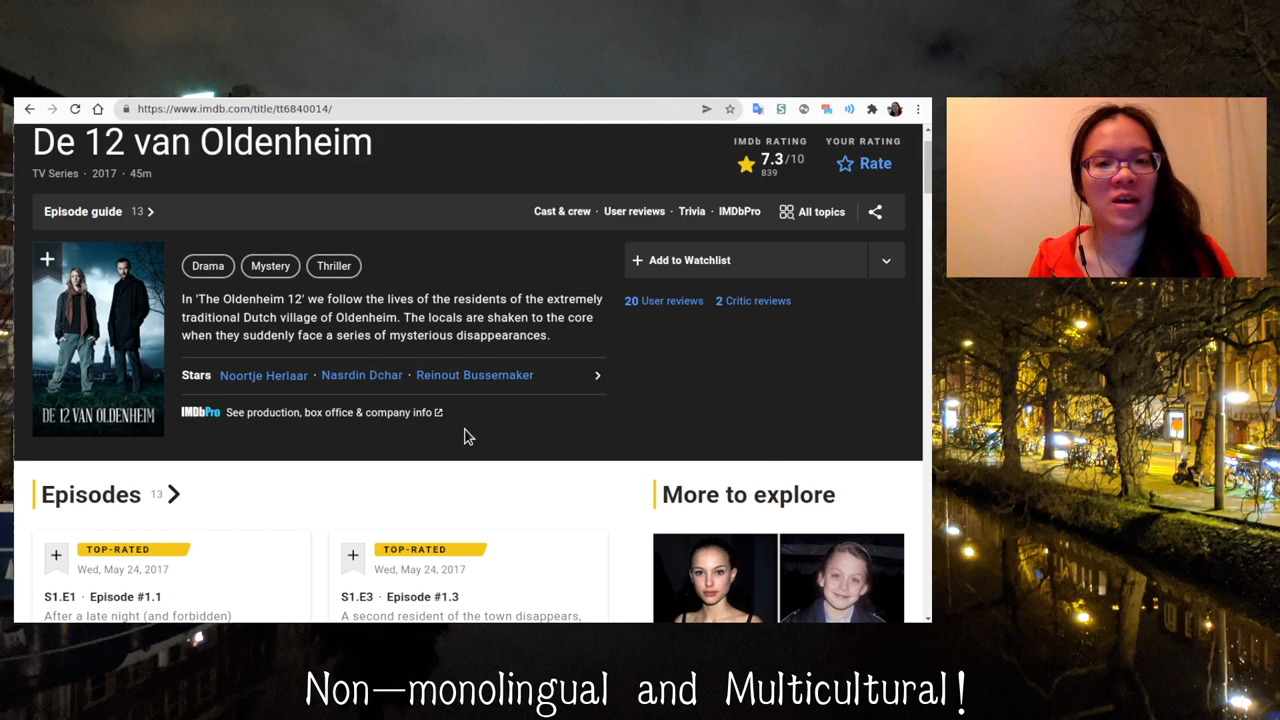 https://www.imdb.com/title/tt6840014/
De 12 van Oldenheim
TV Series · 2017 · 45m
IMDb RATING
7.3/10
839
YOUR RATING
Rate
Episode guide 13
Cast & crew · User reviews · Trivia · IMDbPro
All topics
DE 12 VAN OLDENHEIM
Drama Mystery Thriller
In 'The Oldenheim 12' we follow the lives of the residents of the extremely
traditional Dutch village of Oldenheim. The locals are shaken to the core
when they suddenly face a series of mysterious disappearances.
Stars Noortje Herlaar · Nasrdin Dchar · Reinout Bussemaker
IMDbPro See production, box office & company info
+ Add to Watchlist
20 User reviews 2 Critic reviews
Episodes 13
TOP-RATED
Wed, May 24, 2017
S1.E1 · Episode #1.1
After a late night (and forbidden)
TOP-RATED
Wed, May 24, 2017
S1.E3 · Episode #1.3
A second resident of the town disappears,
More to explore
Non-monolingual and Multicultural!